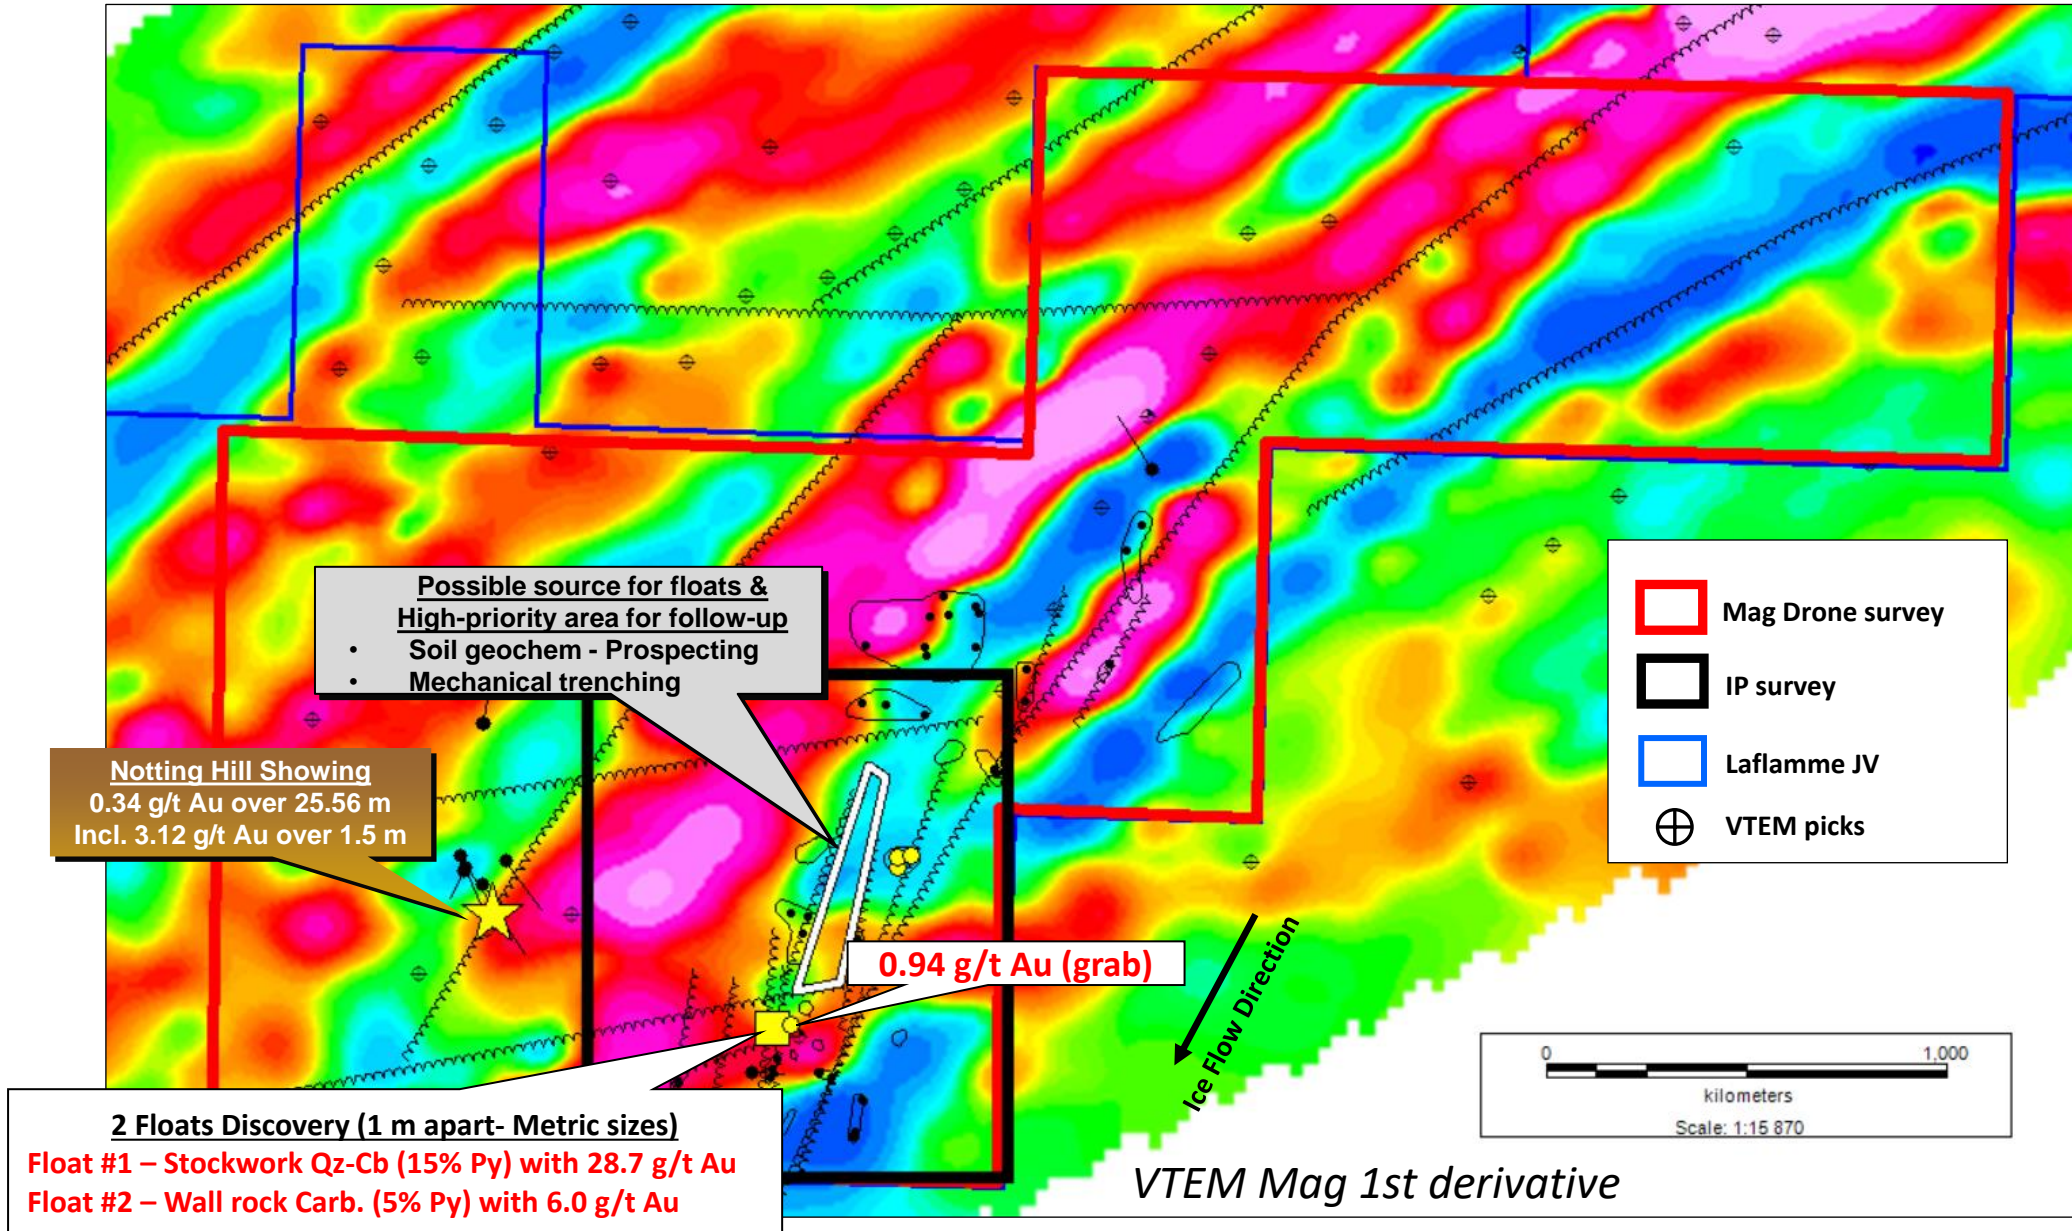 Possible source for floats &
High-priority area for follow-up
• Soil geochem - Prospecting
• Mechanical trenching
Notting Hill Showing
0.34 g/t Au over 25.56 m
Incl. 3.12 g/t Au over 1.5 m
Mag Drone survey
IP survey
Laflamme JV
VTEM picks
0.94 g/t Au (grab)
Ice Flow Direction
0 1,000
kilometers
Scale: 1:15 870
2 Floats Discovery (1 m apart- Metric sizes)
Float #1 – Stockwork Qz-Cb (15% Py) with 28.7 g/t Au
Float #2 – Wall rock Carb. (5% Py) with 6.0 g/t Au
VTEM Mag 1st derivative